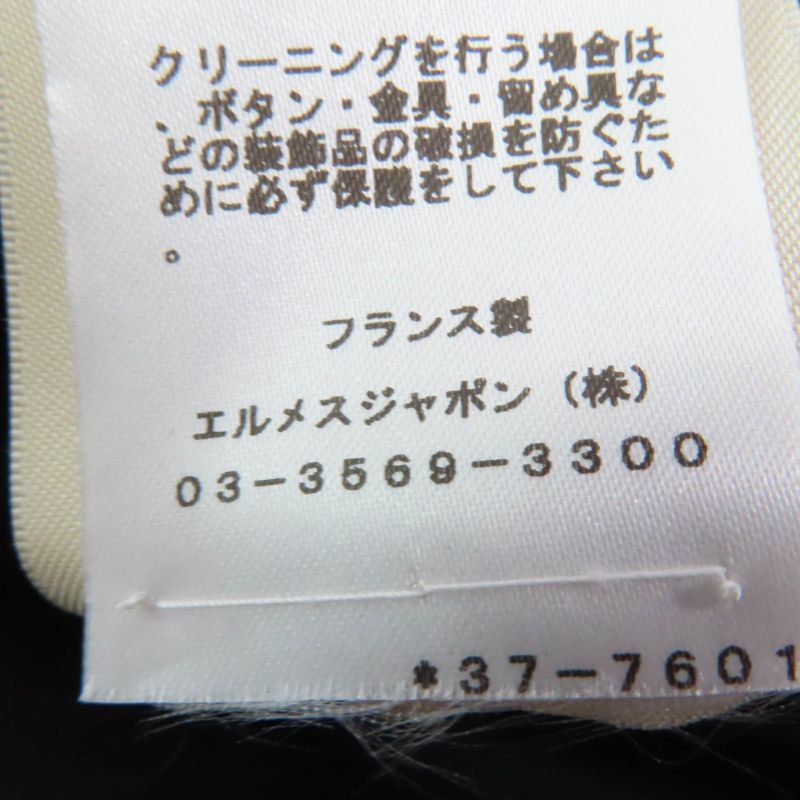 クリーニングを行う場合は
、ボタン・金具・留め具な
どの装飾品の破損を防ぐた
めに必ず保護をして下さい
。
フランス製
エルメスジャポン（株）
03-3569-3300
*37-7601